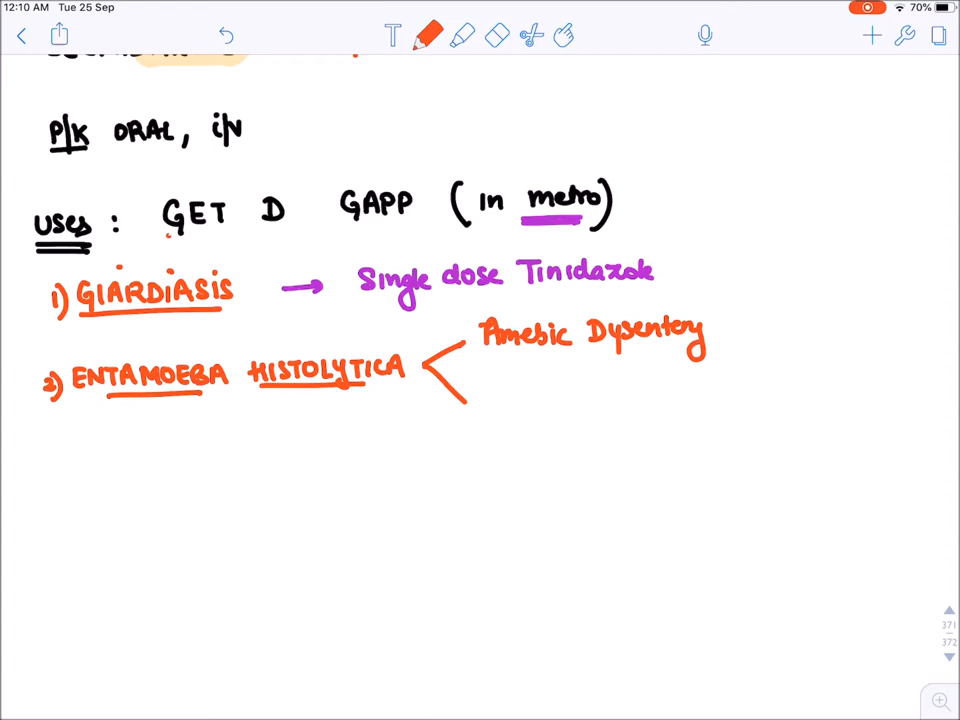 12:10 AM Tue 25 Sep 70%
P/K ORAL, i/v
USes : GET D GAPP (in metro)
1) GIARDIASIS → Single dose Tinidazole
Amebic Dysentery
2) ENTAMOEBA HISTOLYTICA
371
372